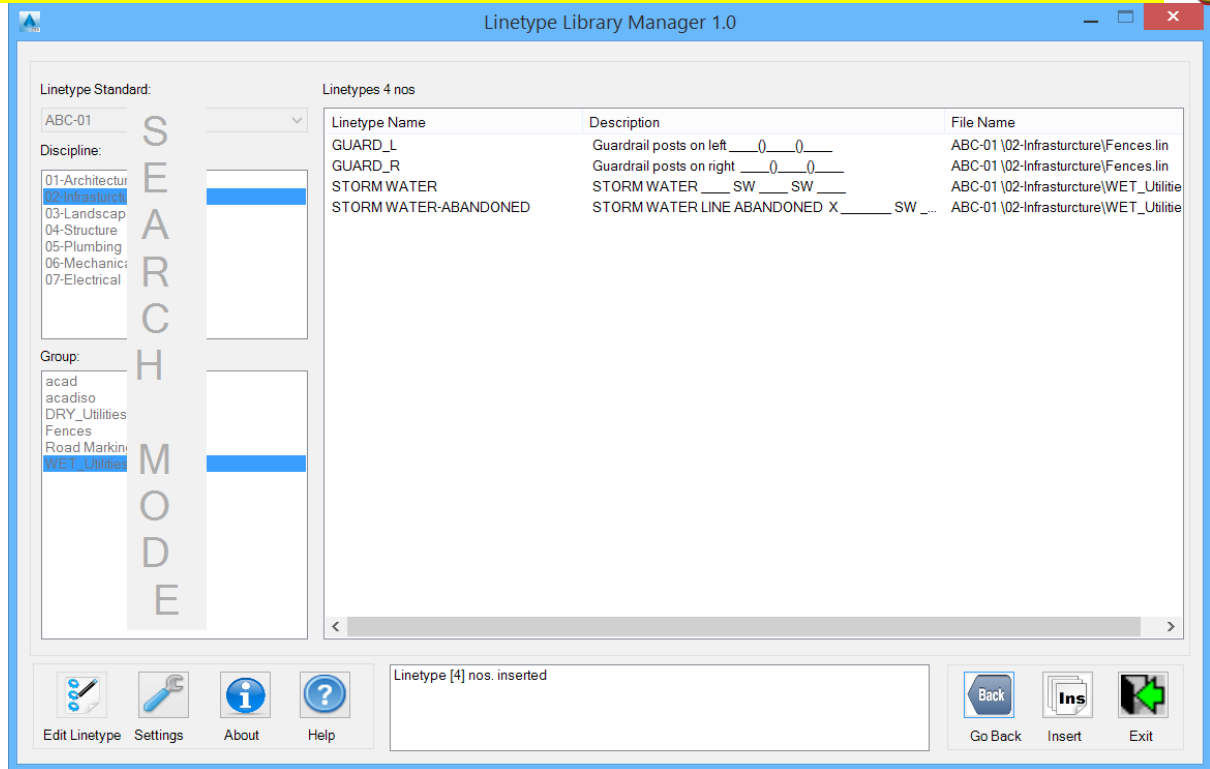 Linetype Library Manager 1.0
Linetype Standard:
ABC-01
Discipline:
01-Architectur
02-Infrasturctu
03-Landscap
04-Structure
05-Plumbing
06-Mechanica
07-Electrical
Group:
acad
acadiso
DRY_Utilities
Fences
Road Markin
WET_Utilities
SEARCH MODE
Linetypes 4 nos
Linetype Name Description File Name
GUARD_L Guardrail posts on left ____()____()____ ABC-01 \02-Infrasturcture\Fences.lin
GUARD_R Guardrail posts on right ____()____()____ ABC-01 \02-Infrasturcture\Fences.lin
STORM WATER STORM WATER ____ SW ____ SW ____ ABC-01 \02-Infrasturcture\WET_Utilitie
STORM WATER-ABANDONED STORM WATER LINE ABANDONED X _______ SW _... ABC-01 \02-Infrasturcture\WET_Utilitie
Linetype [4] nos. inserted
Edit Linetype Settings About Help
Back
Ins
Go Back Insert Exit